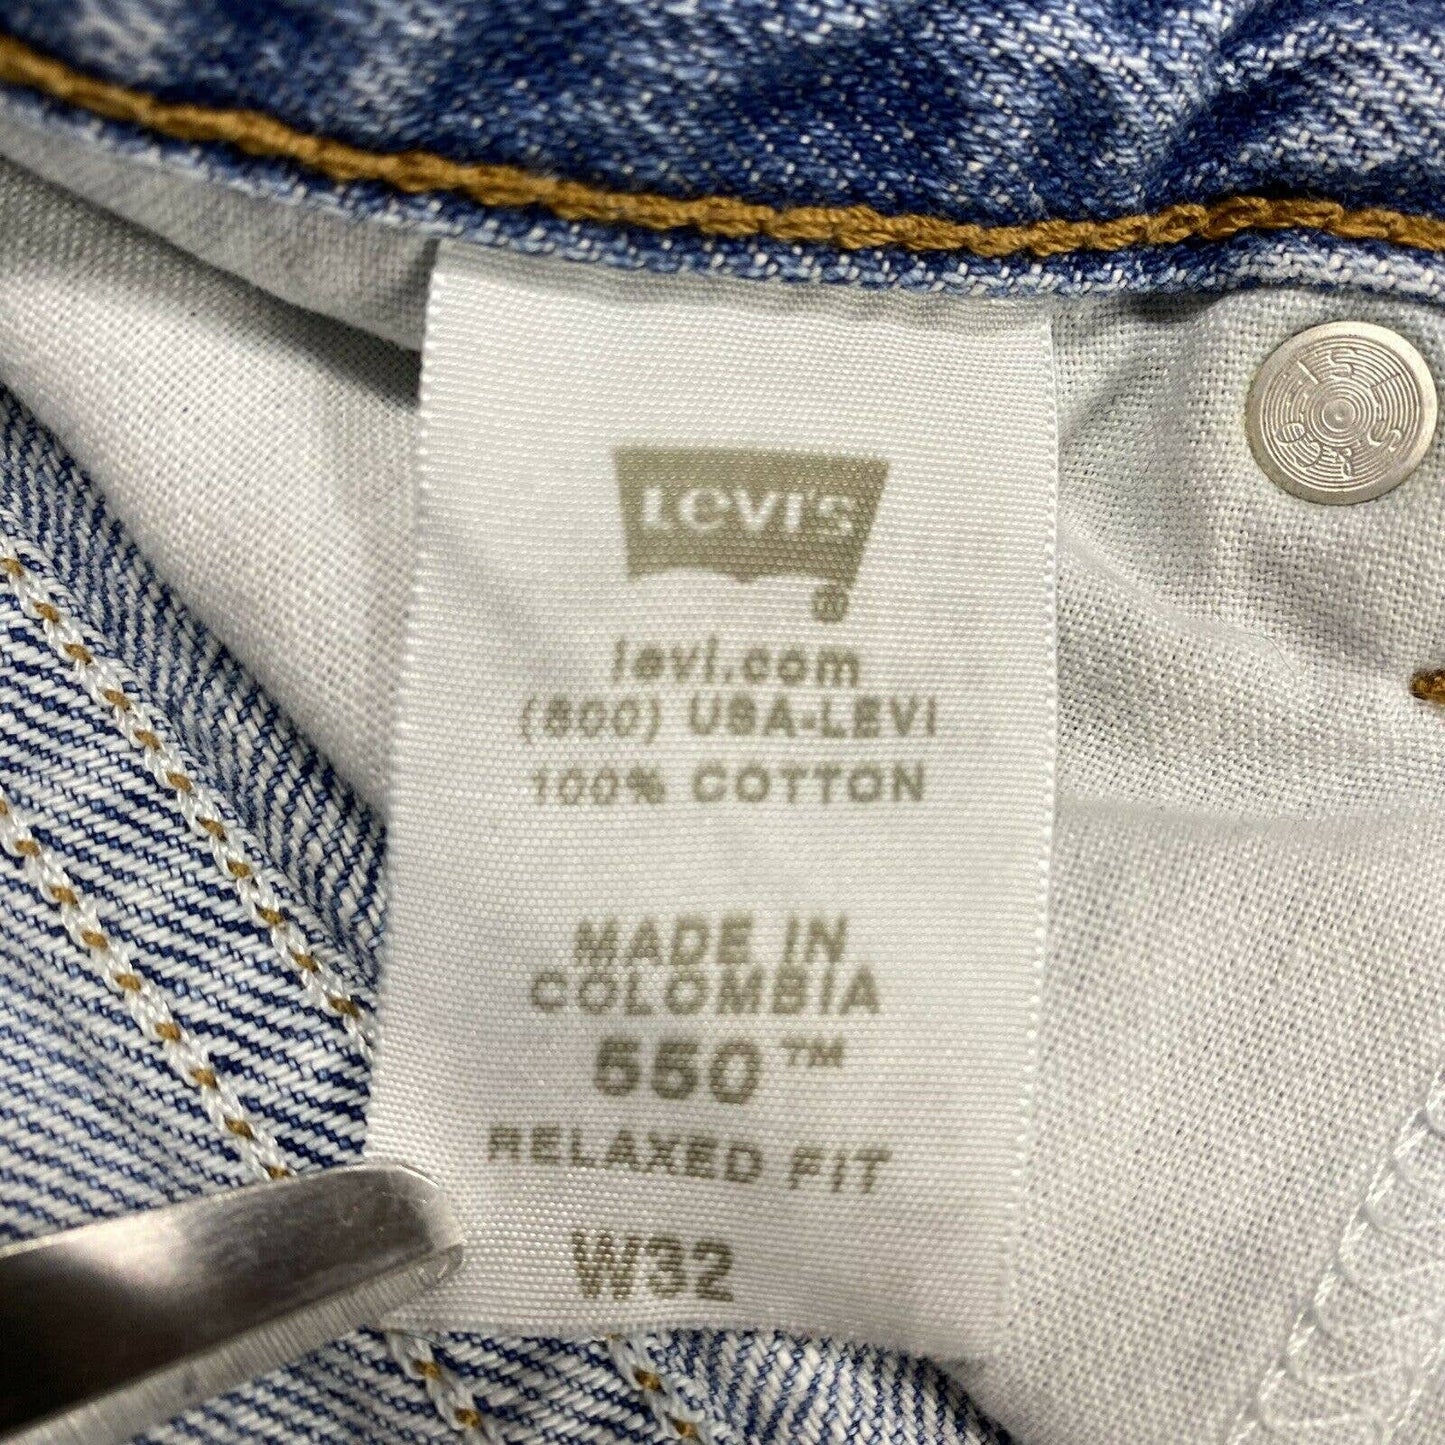 LEVI'S
®
levi.com
(800) USA-LEVI
100% COTTON
MADE IN
COLOMBIA
550™
RELAXED FIT
W32